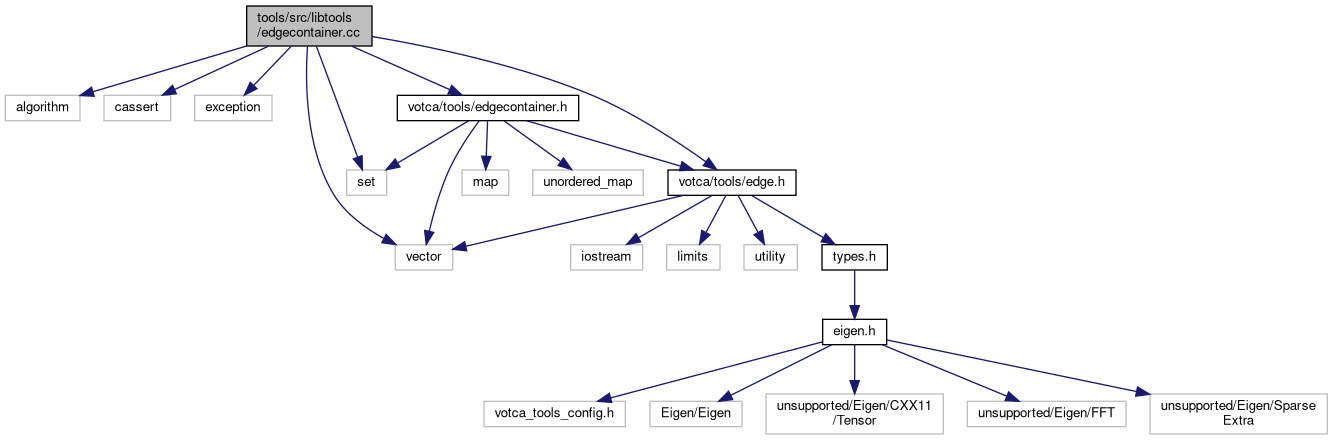 tools/src/libtools
/edgecontainer.cc
algorithm
cassert
exception
votca/tools/edgecontainer.h
set
map
unordered_map
votca/tools/edge.h
vector
iostream
limits
utility
types.h
eigen.h
votca_tools_config.h
Eigen/Eigen
unsupported/Eigen/CXX11
/Tensor
unsupported/Eigen/FFT
unsupported/Eigen/Sparse
Extra